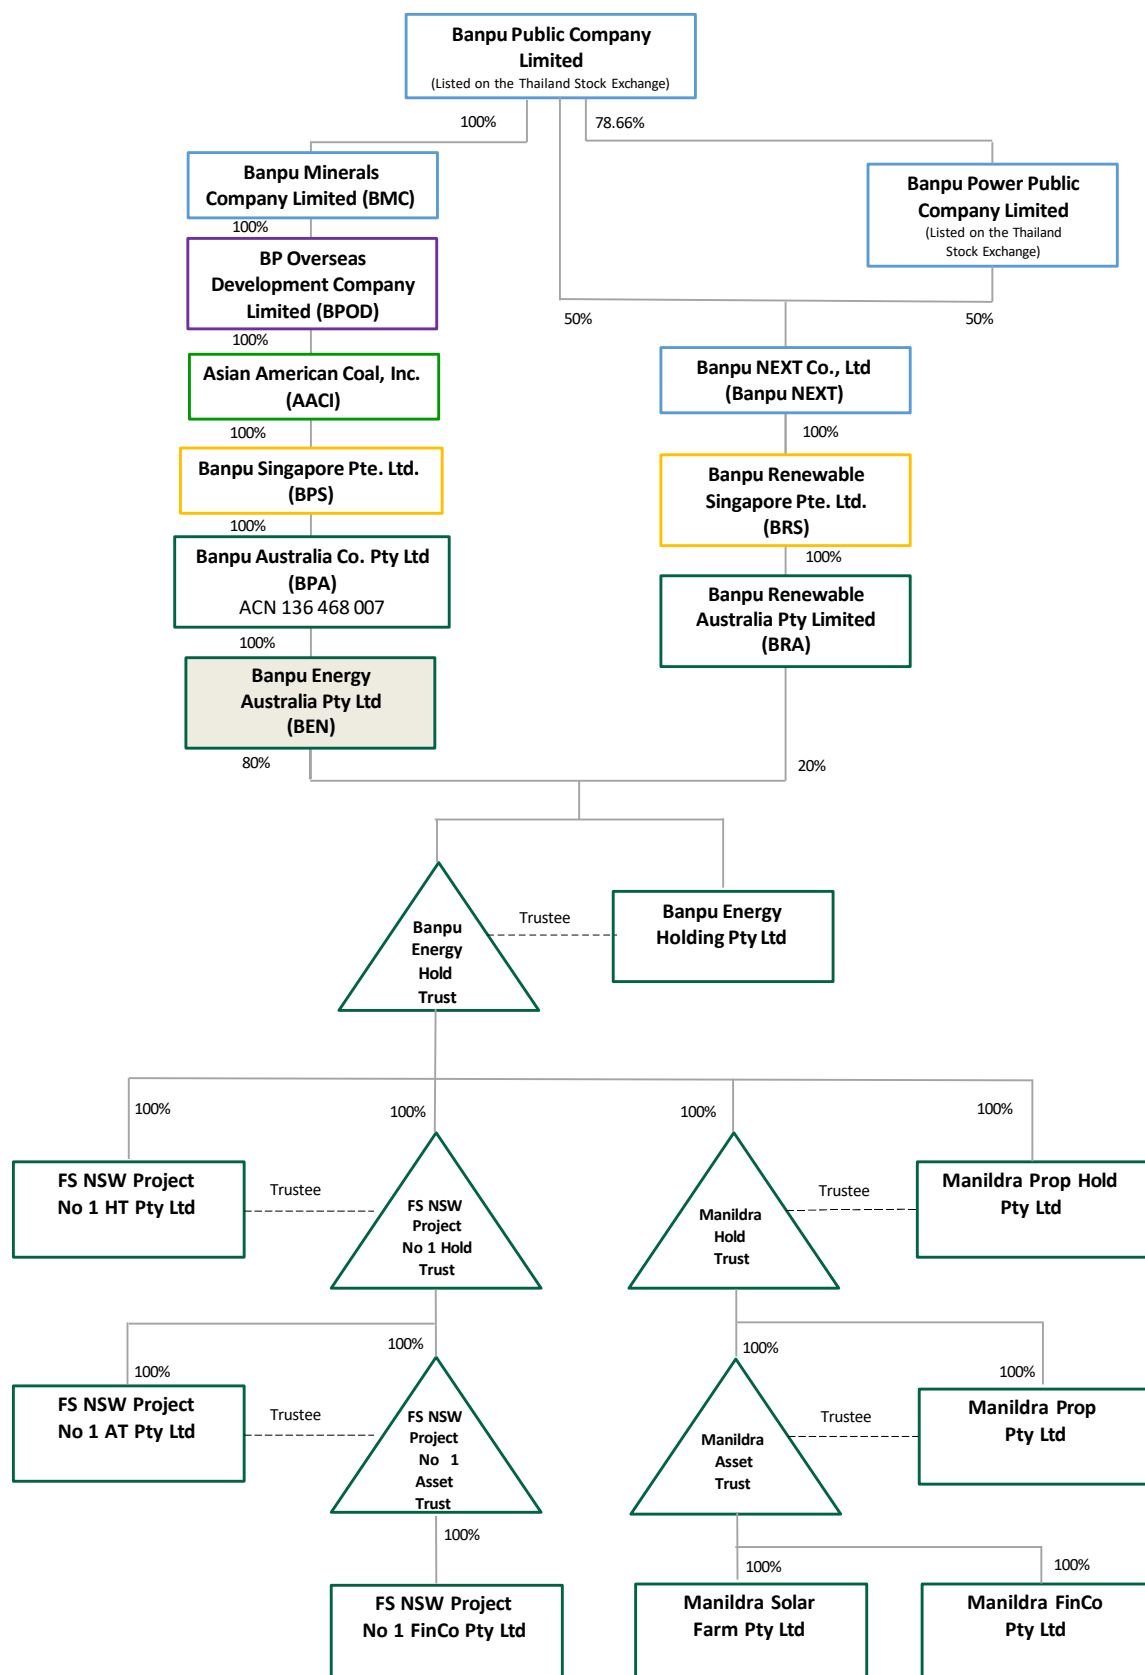 Banpu Public Company
Limited
(Listed on the Thailand Stock Exchange)
100%
78.66%
Banpu Minerals
Company Limited (BMC)
Banpu Power Public
Company Limited
(Listed on the Thailand
Stock Exchange)
100%
BP Overseas
Development Company
Limited (BPOD)
50%
50%
100%
Asian American Coal, Inc.
(AACI)
Banpu NEXT Co., Ltd
(Banpu NEXT)
100%
100%
Banpu Singapore Pte. Ltd.
(BPS)
Banpu Renewable
Singapore Pte. Ltd.
(BRS)
100%
100%
Banpu Australia Co. Pty Ltd
(BPA)
ACN 136 468 007
Banpu Renewable
Australia Pty Limited
(BRA)
100%
Banpu Energy
Australia Pty Ltd
(BEN)
80%
20%
Banpu
Energy
Hold
Trust
Trustee
Banpu Energy
Holding Pty Ltd
100%
100%
100%
100%
FS NSW Project
No 1 HT Pty Ltd
Trustee
FS NSW
Project
No 1 Hold
Trust
Manildra
Hold
Trust
Trustee
Manildra Prop Hold
Pty Ltd
100%
100%
100%
100%
FS NSW Project
No 1 AT Pty Ltd
Trustee
FS NSW
Project
No 1
Asset
Trust
Manildra
Asset
Trust
Trustee
Manildra Prop
Pty Ltd
100%
100%
100%
FS NSW Project
No 1 FinCo Pty Ltd
Manildra Solar
Farm Pty Ltd
Manildra FinCo
Pty Ltd